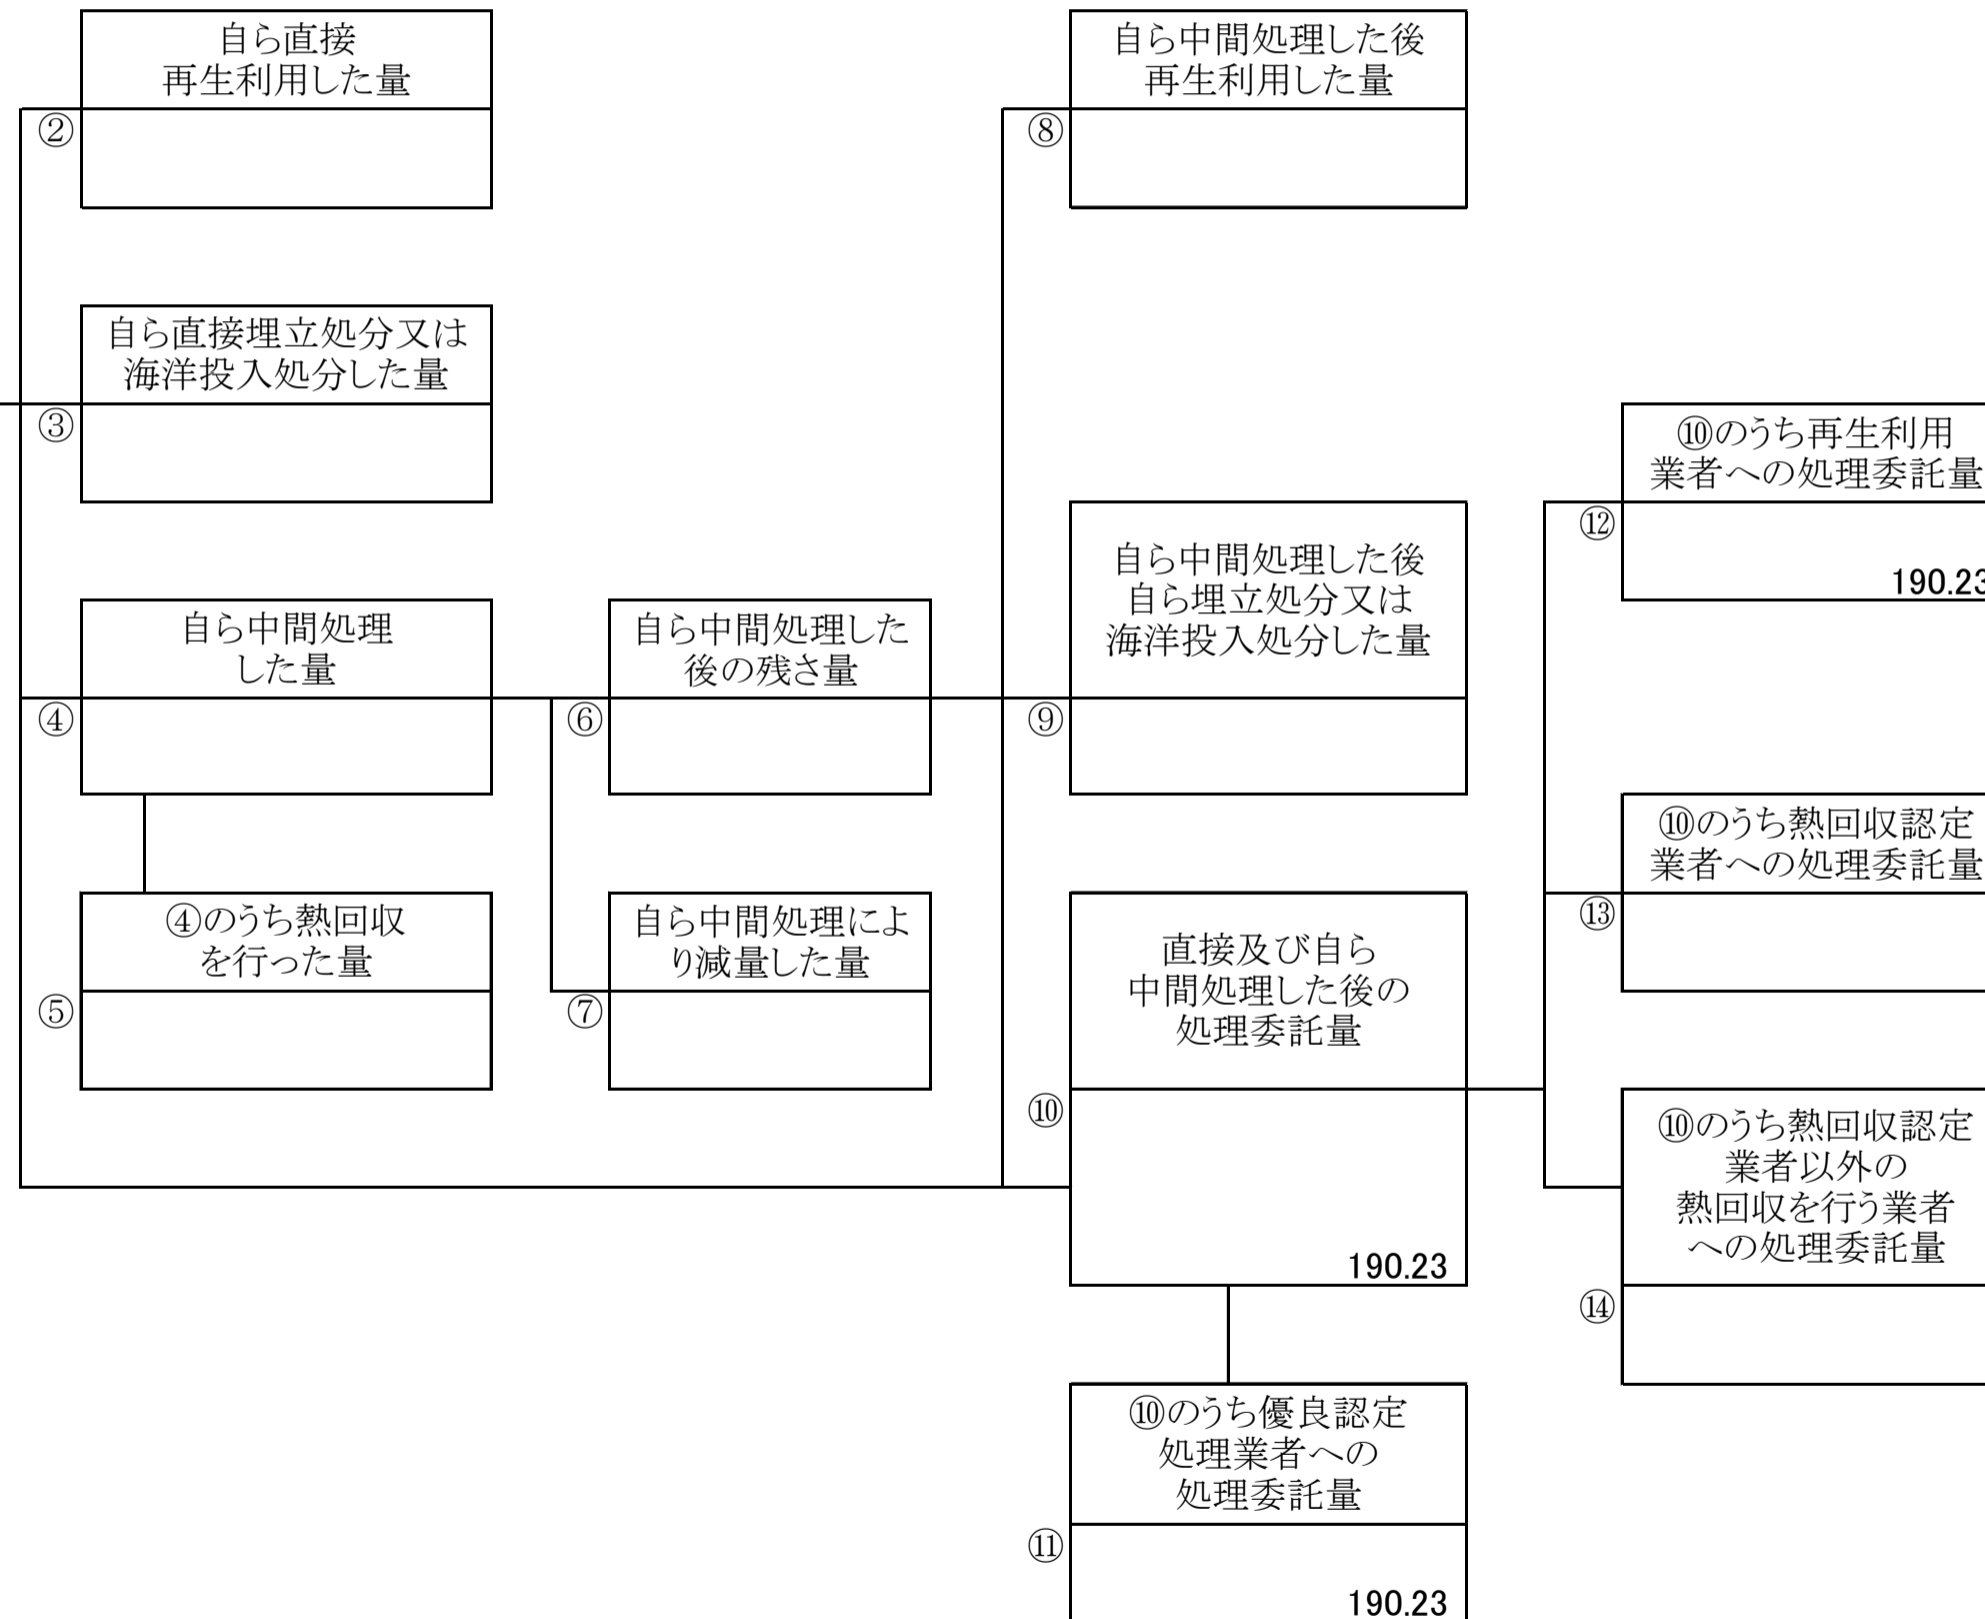 自ら直接
再生利用した量
②
自ら中間処理した後
再生利用した量
⑧
自ら直接埋立処分又は
海洋投入処分した量
③
⑩のうち再生利用
業者への処理委託量
⑫
190.23
自ら中間処理した後
自ら埋立処分又は
海洋投入処分した量
⑨
自ら中間処理
した量
④
自ら中間処理した
後の残さ量
⑥
⑩のうち熱回収認定
業者への処理委託量
⑬
④のうち熱回収
を行った量
⑤
自ら中間処理によ
り減量した量
⑦
直接及び自ら
中間処理した後の
処理委託量
⑩
190.23
⑩のうち熱回収認定
業者以外の
熱回収を行う業者
への処理委託量
⑭
⑩のうち優良認定
処理業者への
処理委託量
⑪
190.23